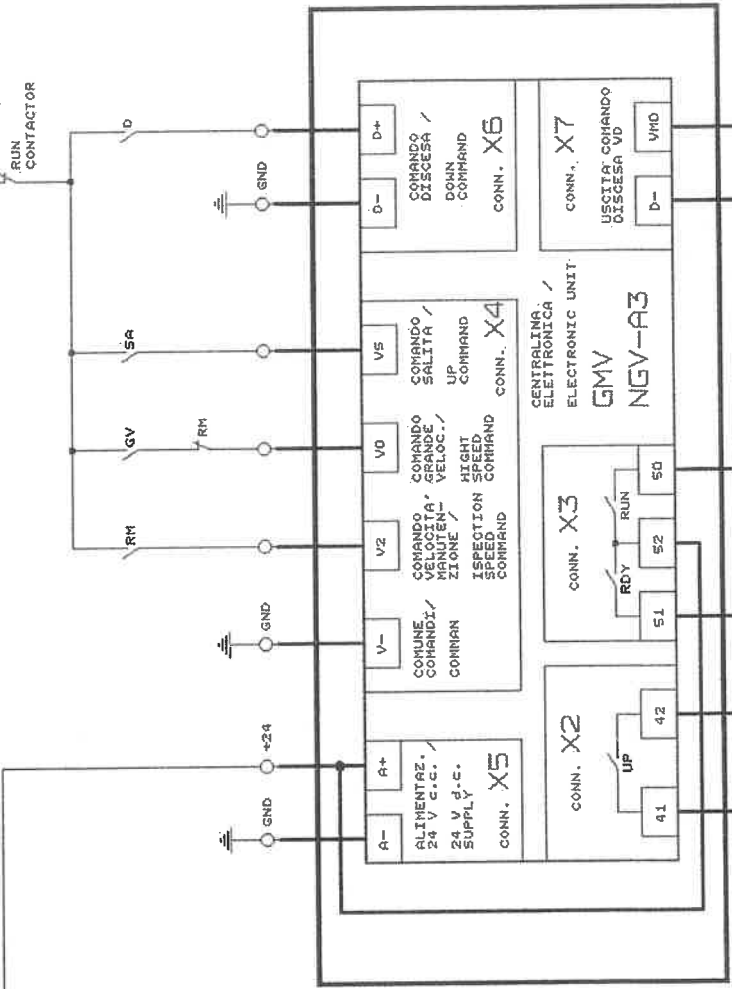 RUN
CONTACTOR
D
SA
GV
RM
RM
GND
GND
+24
GND
D+
D-
COMANDO
DISCESA /
DOWN
COMMAND
CONN. X6
VMD
D-
CONN. X7
USCITA COMANDO
DISCESA VD
VS
V0
V2
V-
COMANDO
SALITA /
UP
COMMAND
CONN. X4
COMANDO
GRANDE
VELOC./
HIGHT
SPEED
COMMAND
COMANDO
VELOCITA'
MANUTEN-
ZIONE /
ISPECTION
SPEED
COMMAND
COMUNE
COMANDI/
COMMAN
CENTRALINA
ELETTRONICA /
ELECTRONIC UNIT
GMV
NGV-A3
CONN. X3
RDY
RUN
51
52
50
A+
A-
ALIMENTAZ.
24 V c.c. /
24 V d.c.
SUPPLY
CONN. X5
CONN. X2
UP
41
42